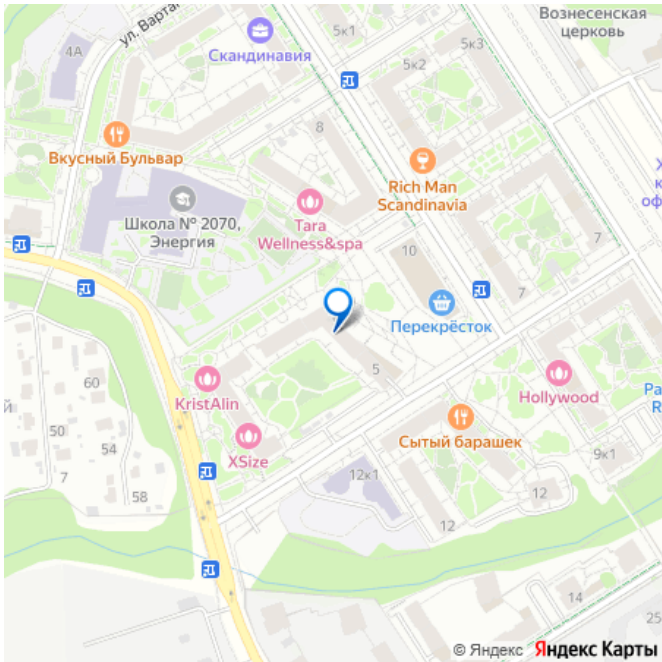 Вознесенская
церковь
ул. Варта
5к1
4А
Скандинавия
5к3
5к2
8
Вкусный Бульвар
Rich Man
Scandinavia
Школа № 2070,
Энергия
Tara
Wellness&spa
7
10
7
Перекрёсток
5
60
KristAlin
Hollywood
50
Сытый барашек
54
XSize
9к1
7
12к1
58
12
12
14
25
© Яндекс Яндекс Карты